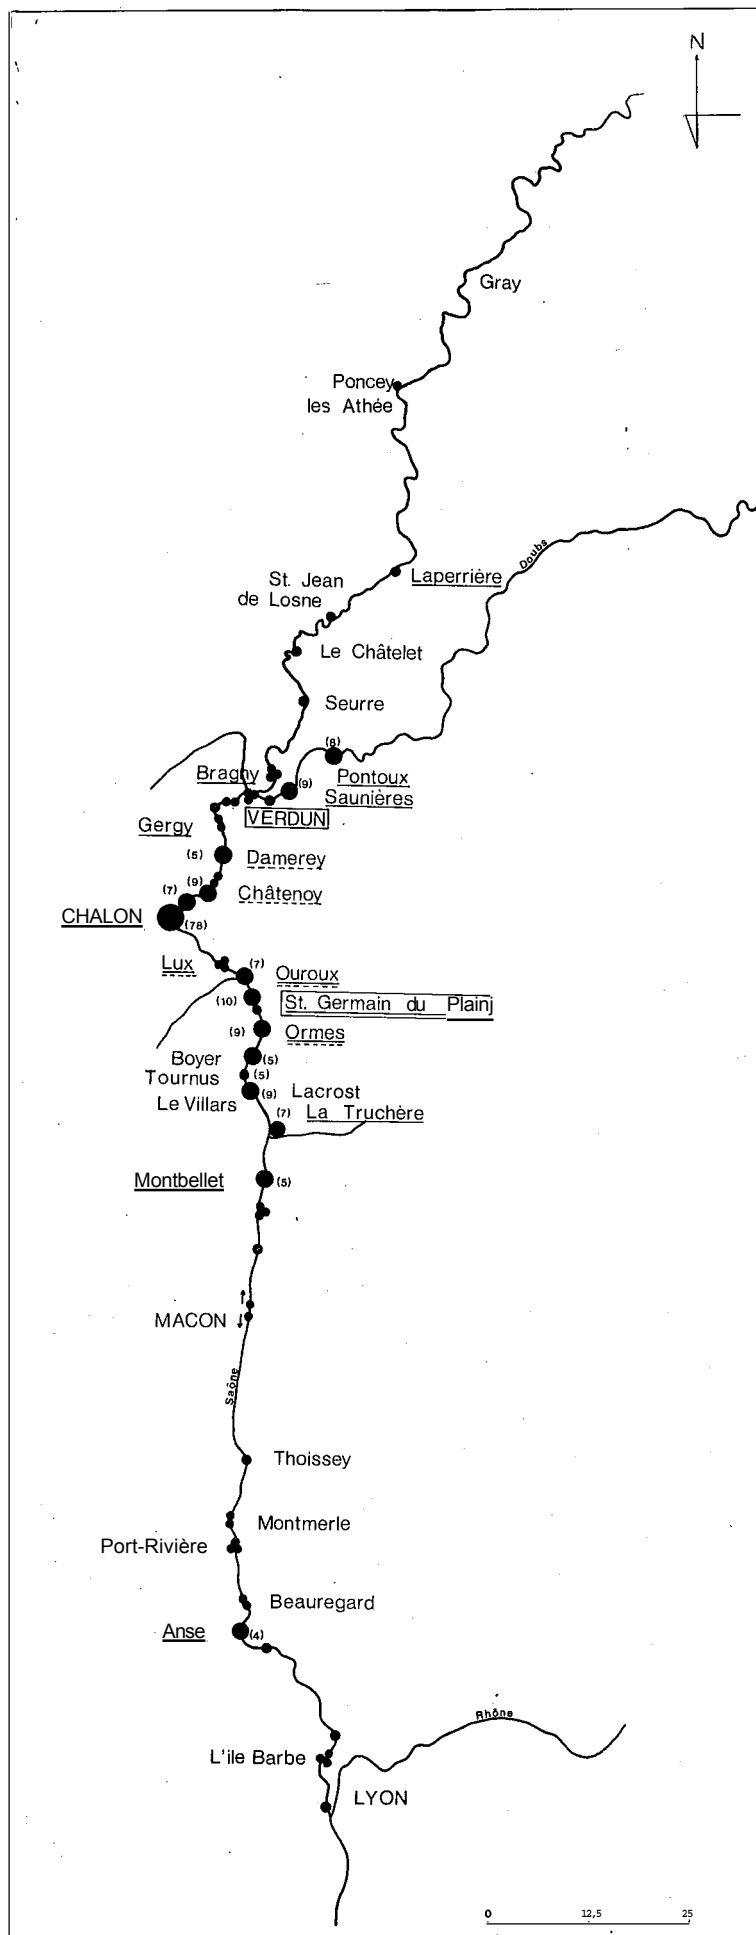 N
Gray
Poncey
les Athée
Doubs
Laperrière
St. Jean
de Losne
Le Châtelet
Seurre
(8)
Pontoux
Bragny
(9)
Saunières
VERDUN
Gergy
(5)
Damerey
(9)
Châtenoy
(7)
CHALON
(78)
Lux
(7)
Ouroux
(10)
St. Germain du Plain
(9)
Ormes
Boyer
(5)
Tournus
(5)
Le Villars
(9)
Lacrost
(7)
La Truchère
Montbellet
(5)
MACON
Saône
Thoissey
Montmerle
Port-Rivière
Beauregard
Anse
(4)
Rhône
L'ile Barbe
LYON
0 12,5 25